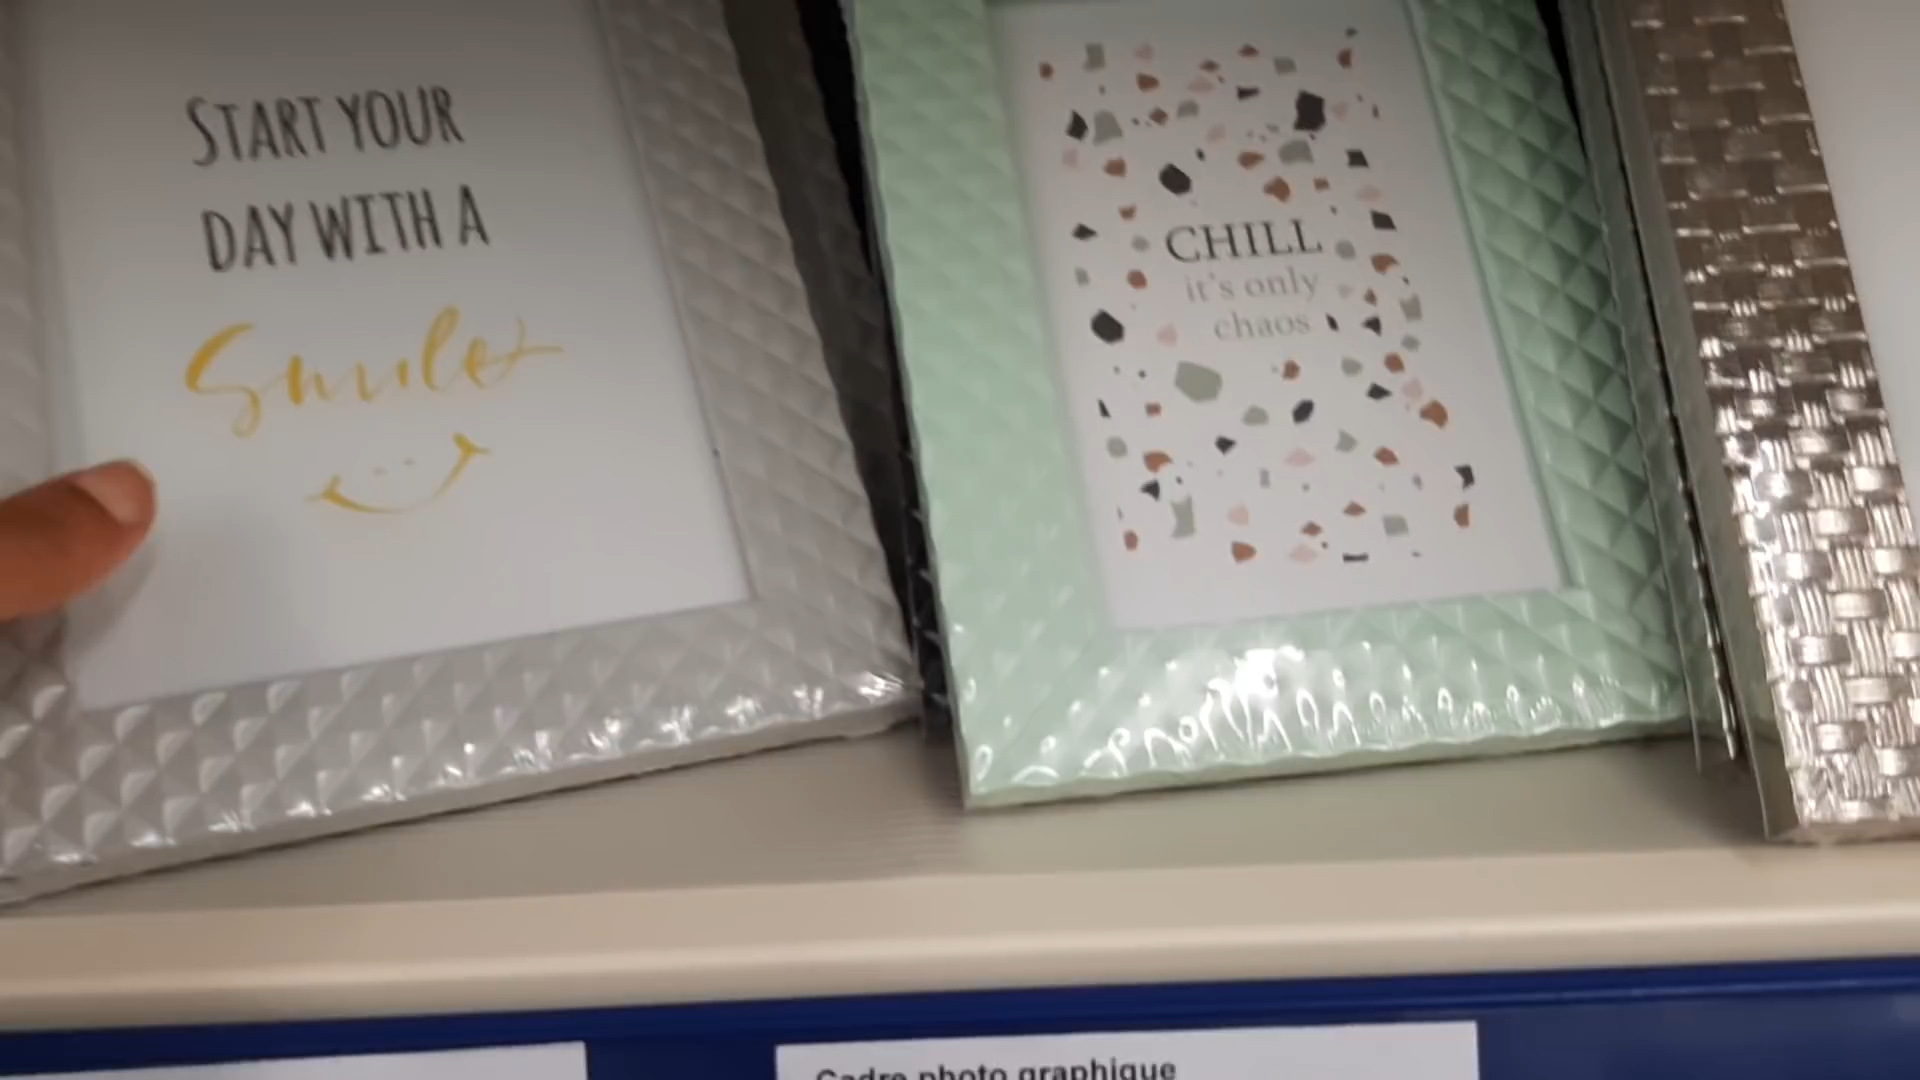 START YOUR
DAY WITH A
Smile
CHILL
it's only
chaos
Cadre photo graphique